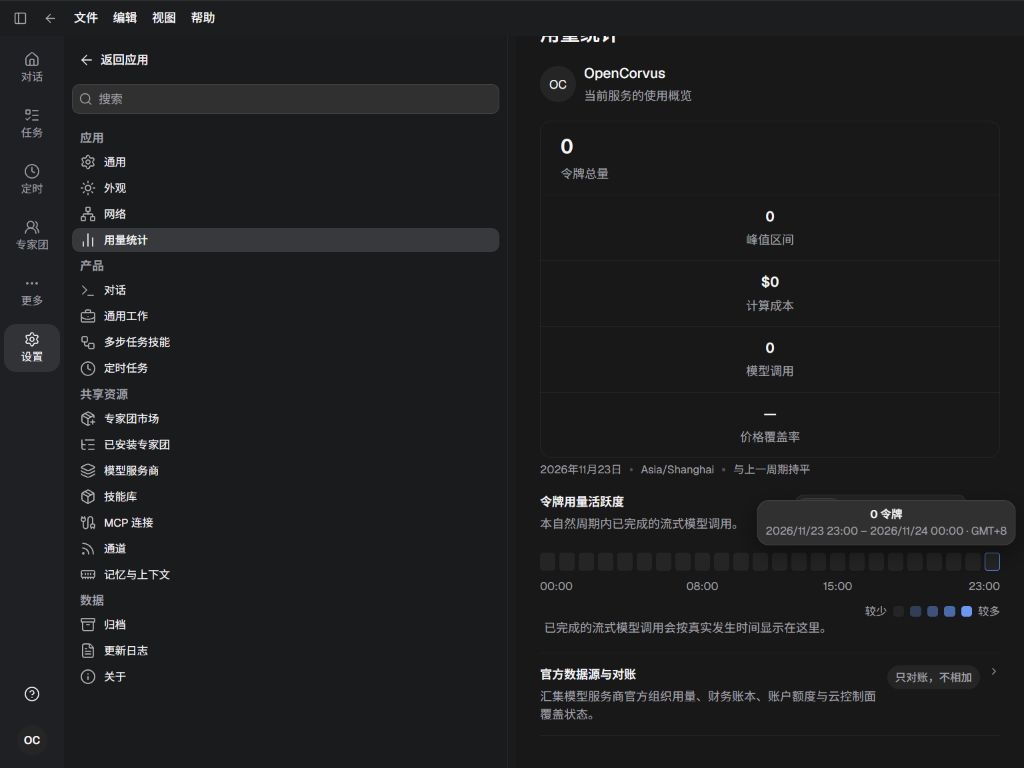 文件 编辑 视图 帮助
对话
任务
定时
专家团
更多
设置
OC
返回应用
搜索
应用
通用
外观
网络
用量统计
产品
对话
通用工作
多步任务技能
定时任务
共享资源
专家团市场
已安装专家团
模型服务商
技能库
MCP 连接
通道
记忆与上下文
数据
归档
更新日志
关于
用量统计
OC
OpenCorvus
当前服务的使用概览
0
令牌总量
0
峰值区间
$0
计算成本
0
模型调用
—
价格覆盖率
2026年11月23日 • Asia/Shanghai • 与上一周期持平
令牌用量活跃度
本自然周期内已完成的流式模型调用。
0 令牌
2026/11/23 23:00 – 2026/11/24 00:00 · GMT+8
00:00 08:00 15:00 23:00
较少 较多
已完成的流式模型调用会按真实发生时间显示在这里。
官方数据源与对账
只对账，不相加
汇集模型服务商官方组织用量、财务账本、账户额度与云控制面
覆盖状态。